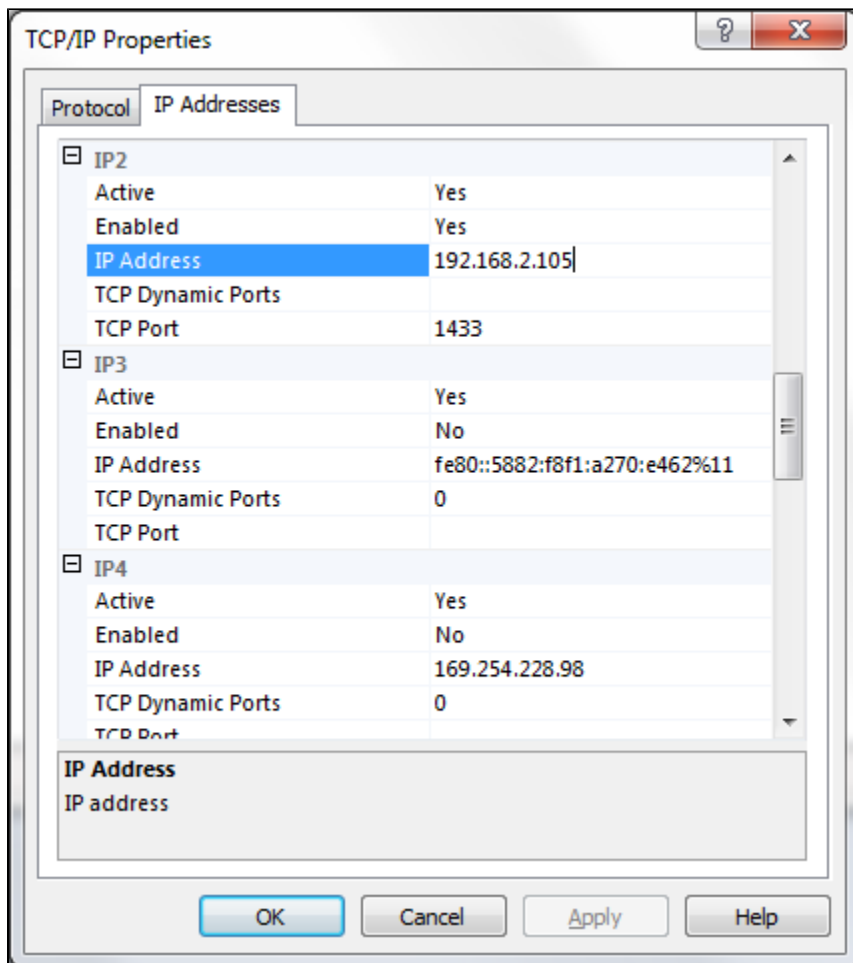 TCP/IP Properties
Protocol IP Addresses
IP2
Active Yes
Enabled Yes
IP Address 192.168.2.105
TCP Dynamic Ports
TCP Port 1433
IP3
Active Yes
Enabled No
IP Address fe80::5882:f8f1:a270:e462%11
TCP Dynamic Ports 0
TCP Port
IP4
Active Yes
Enabled No
IP Address 169.254.228.98
TCP Dynamic Ports 0
TCP Port
IP Address
IP address
OK Cancel Apply Help